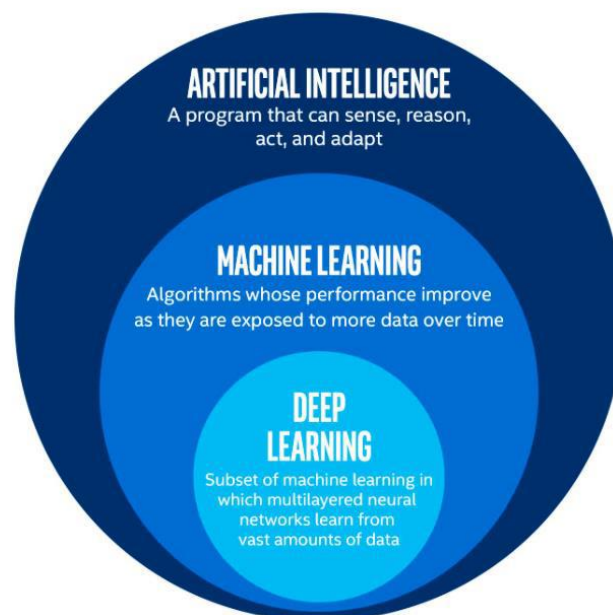 ARTIFICIAL INTELLIGENCE
A program that can sense, reason,
act, and adapt
MACHINE LEARNING
Algorithms whose performance improve
as they are exposed to more data over time
DEEP
LEARNING
Subset of machine learning in
which multilayered neural
networks learn from
vast amounts of data